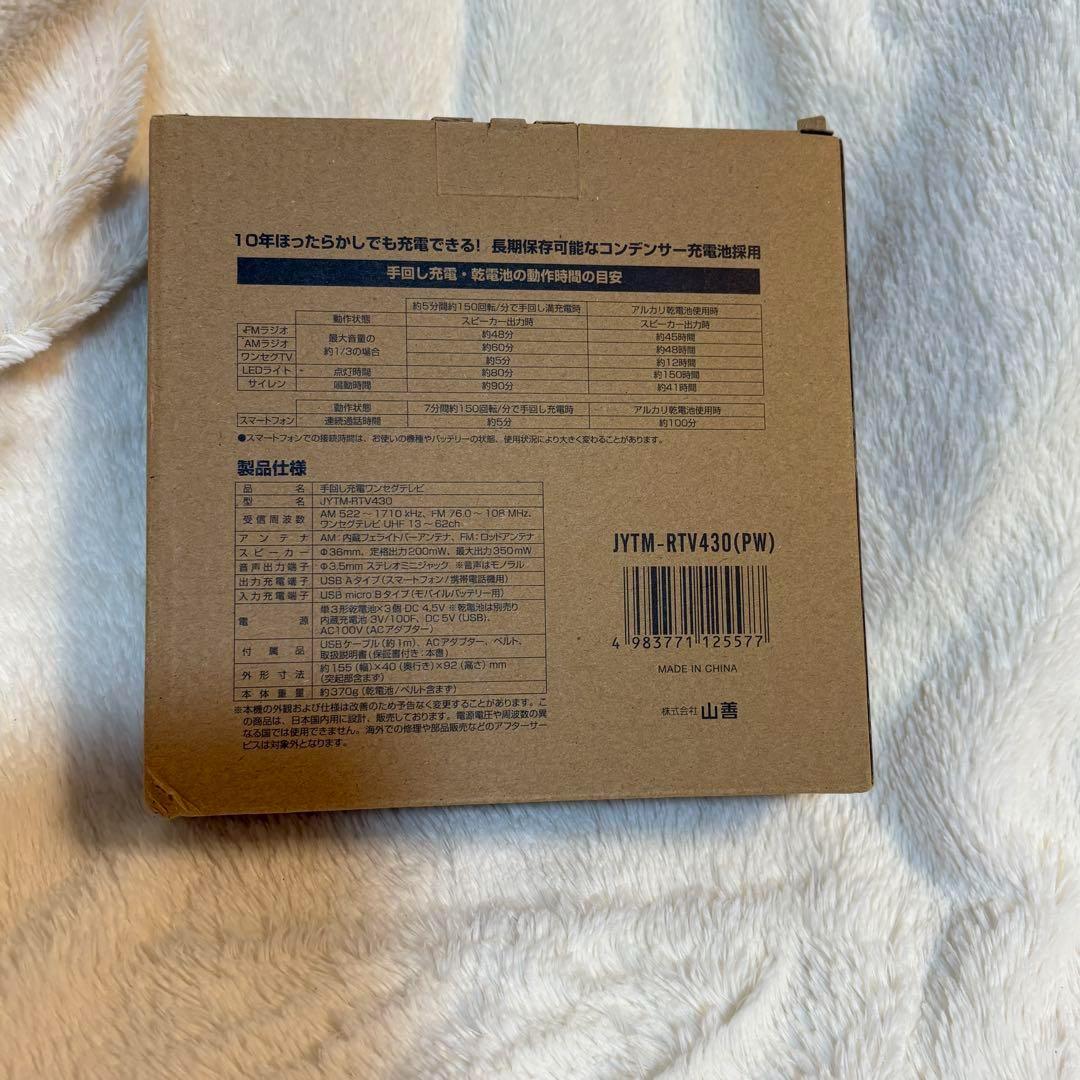 10年ほったらかしでも充電できる! 長期保存可能なコンデンサー充電池採用
手回し充電・乾電池の動作時間の目安
約5分間約150回転/分で手回し満充電時 アルカリ乾電池使用時
動作状態 スピーカー出力時 スピーカー出力時
FMラジオ 最大音量の約1/3の場合 約48分 約45時間
AMラジオ 約60分 約48時間
ワンセグTV 約5分 約12時間
LEDライト 点灯時間 約80分 約150時間
サイレン 鳴動時間 約90分 約41時間
動作状態 7分間約150回転/分で手回し充電時 アルカリ乾電池使用時
スマートフォン 連続通話時間 約5分 約100分
●スマートフォンでの接続時間は、お使いの機種やバッテリーの状態、使用状況により大きく変わることがあります。
製品仕様
品名 手回し充電ワンセグテレビ
型名 JYTM-RTV430
受信周波数 AM 522～1710 kHz、FM 76.0～108 MHz、
ワンセグテレビ UHF 13～62ch
アンテナ AM:内蔵フェライトバーアンテナ、FM:ロッドアンテナ
スピーカー Φ36mm、定格出力200mW、最大出力350mW
音声出力端子 Φ3.5mm ステレオミニジャック ※音声はモノラル
出力充電端子 USB Aタイプ(スマートフォン/携帯電話機用)
入力充電端子 USB micro Bタイプ(モバイルバッテリー用)
電源 単3形乾電池×3個 DC 4.5V ※乾電池は別売り
内蔵充電池 3V/100F、DC 5V (USB)、
AC100V (ACアダプター)
付属品 USBケーブル(約1m)、ACアダプター、ベルト、
取扱説明書(保証書付き:本書)
外形寸法 約155(幅)×40(奥行き)×92(高さ)mm
(突起部含まず)
本体重量 約370g(乾電池/ベルト含まず)
※本機の外観および仕様は改善のため予告なく変更することがあります。こ
の商品は、日本国内用に設計、販売しております。電源電圧や周波数の異
なる国では使用できません。海外での修理や部品販売などのアフターサー
ビスは対象外となります。
JYTM-RTV430(PW)
4 983771 125577
MADE IN CHINA
株式会社 山善